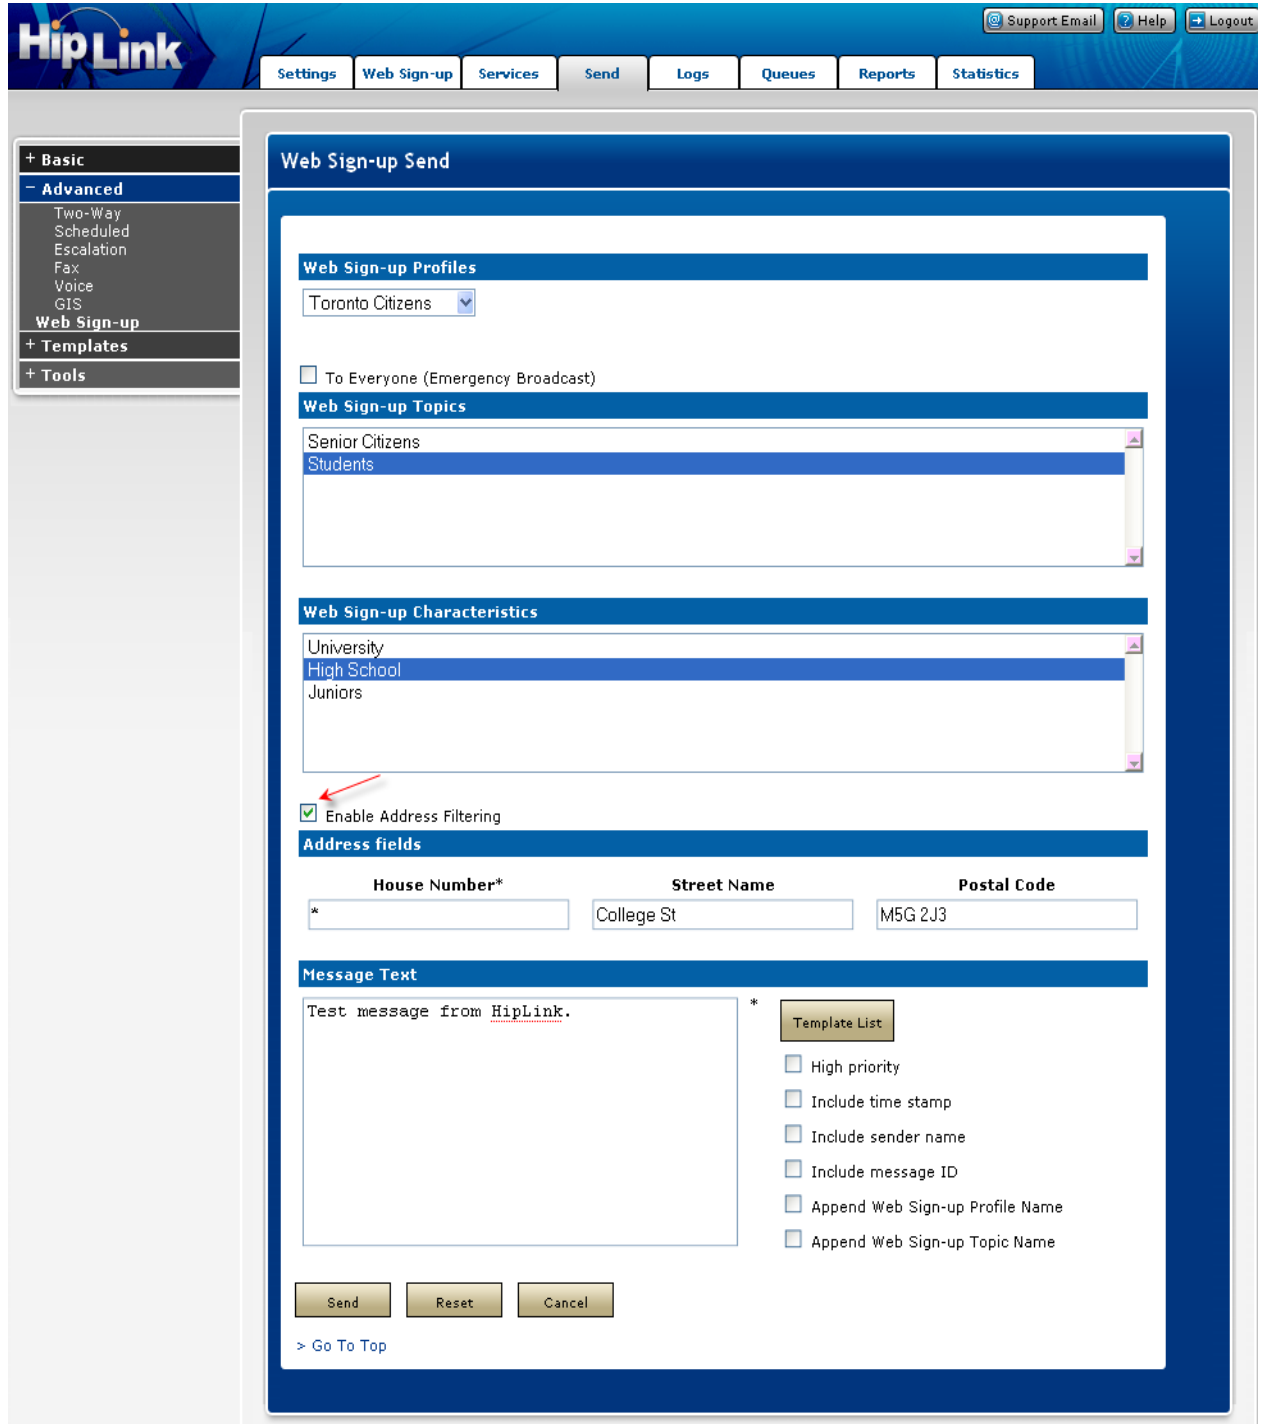 HipLink
Support Email
Help
Logout
Settings
Web Sign-up
Services
Send
Logs
Queues
Reports
Statistics
+ Basic
− Advanced
Two-Way
Scheduled
Escalation
Fax
Voice
GIS
Web Sign-up
+ Templates
+ Tools
Web Sign-up Send
Web Sign-up Profiles
Toronto Citizens
To Everyone (Emergency Broadcast)
Web Sign-up Topics
Senior Citizens
Students
Web Sign-up Characteristics
University
High School
Juniors
Enable Address Filtering
Address fields
House Number* Street Name Postal Code
* College St M5G 2J3
Message Text
Test message from HipLink.
*
Template List
High priority
Include time stamp
Include sender name
Include message ID
Append Web Sign-up Profile Name
Append Web Sign-up Topic Name
Send Reset Cancel
> Go To Top